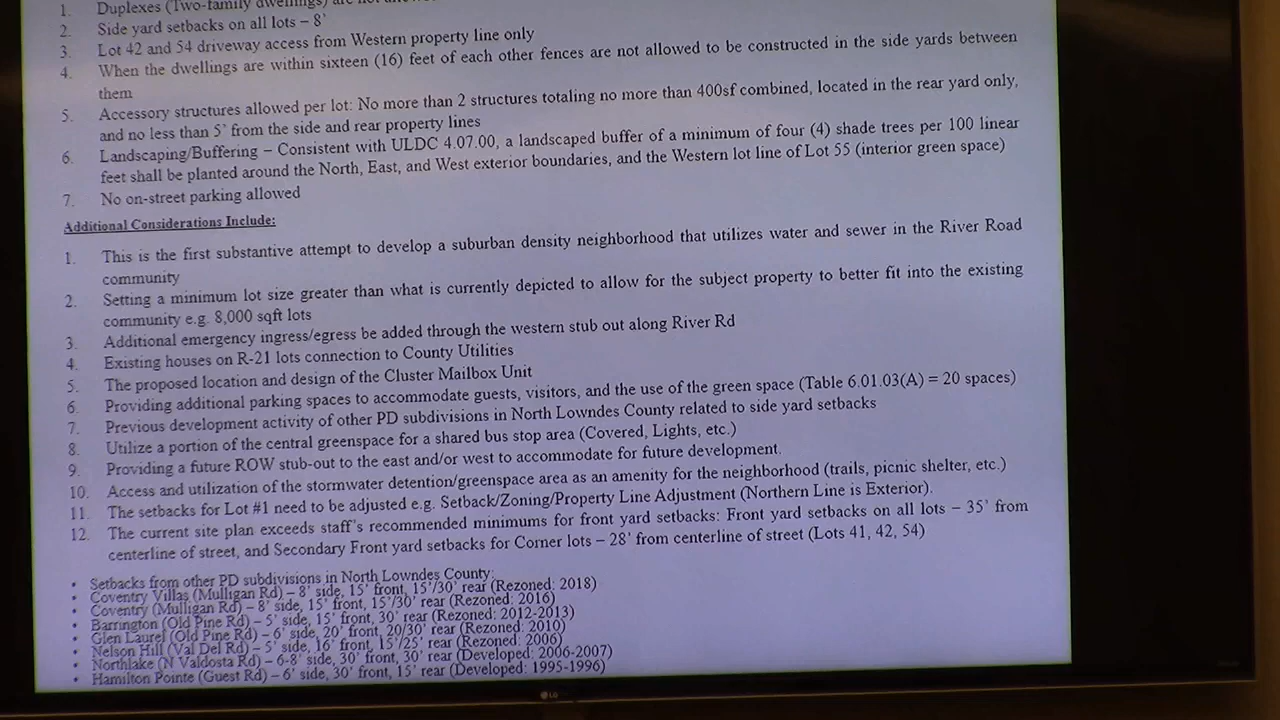 1. Duplexes (Two-family dwellings) are not
2. Side yard setbacks on all lots – 8'
3. Lot 42 and 54 driveway access from Western property line only
4. When the dwellings are within sixteen (16) feet of each other fences are not allowed to be constructed in the side yards between
them
5. Accessory structures allowed per lot: No more than 2 structures totaling no more than 400sf combined, located in the rear yard only,
and no less than 5' from the side and rear property lines
6. Landscaping/Buffering – Consistent with ULDC 4.07.00, a landscaped buffer of a minimum of four (4) shade trees per 100 linear
feet shall be planted around the North, East, and West exterior boundaries, and the Western lot line of Lot 55 (interior green space)
7. No on-street parking allowed
Additional Considerations Include:
1. This is the first substantive attempt to develop a suburban density neighborhood that utilizes water and sewer in the River Road
community
2. Setting a minimum lot size greater than what is currently depicted to allow for the subject property to better fit into the existing
community e.g. 8,000 sqft lots
3. Additional emergency ingress/egress be added through the western stub out along River Rd
4. Existing houses on R-21 lots connection to County Utilities
5. The proposed location and design of the Cluster Mailbox Unit
6. Providing additional parking spaces to accommodate guests, visitors, and the use of the green space (Table 6.01.03(A) = 20 spaces)
7. Previous development activity of other PD subdivisions in North Lowndes County related to side yard setbacks
8. Utilize a portion of the central greenspace for a shared bus stop area (Covered, Lights, etc.)
9. Providing a future ROW stub-out to the east and/or west to accommodate for future development.
10. Access and utilization of the stormwater detention/greenspace area as an amenity for the neighborhood (trails, picnic shelter, etc.)
11. The setbacks for Lot #1 need to be adjusted e.g. Setback/Zoning/Property Line Adjustment (Northern Line is Exterior).
12. The current site plan exceeds staff's recommended minimums for front yard setbacks: Front yard setbacks on all lots – 35' from
centerline of street, and Secondary Front yard setbacks for Corner lots – 28' from centerline of street (Lots 41, 42, 54)
• Setbacks from other PD subdivisions in North Lowndes County:
• Coventry Villas (Mulligan Rd) – 8' side, 15' front, 15'/30' rear (Rezoned: 2018)
• Coventry (Mulligan Rd) – 8' side, 15' front, 15'/30' rear (Rezoned: 2016)
• Barrington (Old Pine Rd) – 5' side, 15' front, 30' rear (Rezoned: 2012-2013)
• Glen Laurel (Old Pine Rd) – 6' side, 20' front, 20/30' rear (Rezoned: 2010)
• Nelson Hill (Val Del Rd) – 5' side, 16' front, 15'/25' rear (Rezoned: 2006)
• Northlake (N Valdosta Rd) – 6-8' side, 30' front, 30' rear (Developed: 2006-2007)
• Hamilton Pointe (Guest Rd) – 6' side, 30' front, 15' rear (Developed: 1995-1996)
LG